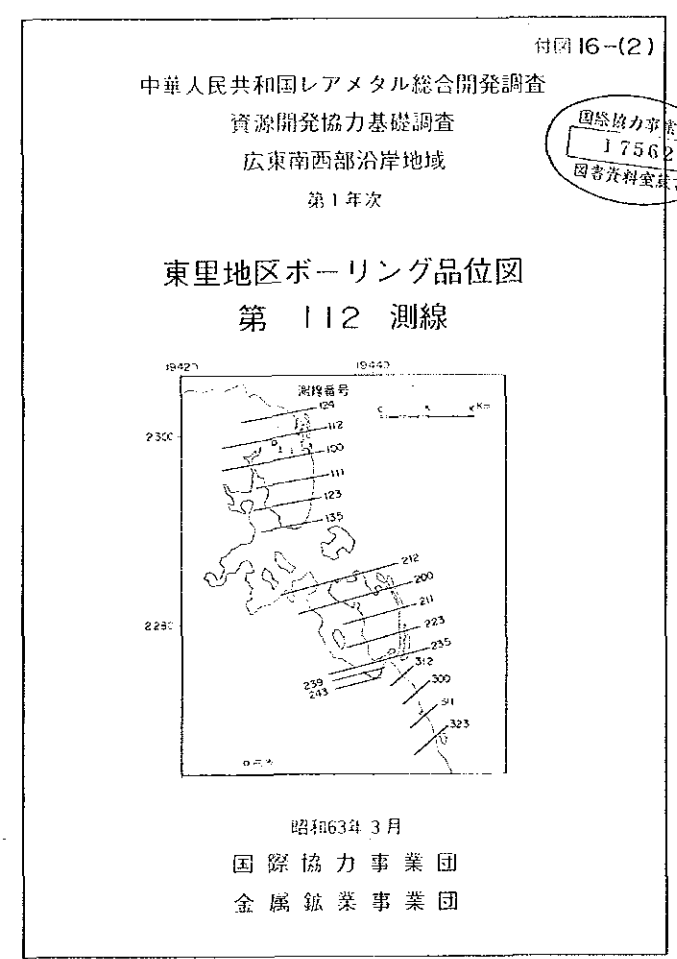 付図 16-(2)
中華人民共和国レアメタル総合開発調査
資源開発協力基礎調査
広東南西部沿岸地域
第1年次
国際協力事業
17562
図書資料室
東里地区ボーリング品位図
第 112 測線
19420 19440
測線番号
124
Km
112
2300
100
111
123
135
212
200
211
2280
223
235
312
239
300
243
311
323
昭和63年3月
国際協力事業団
金属鉱業事業団